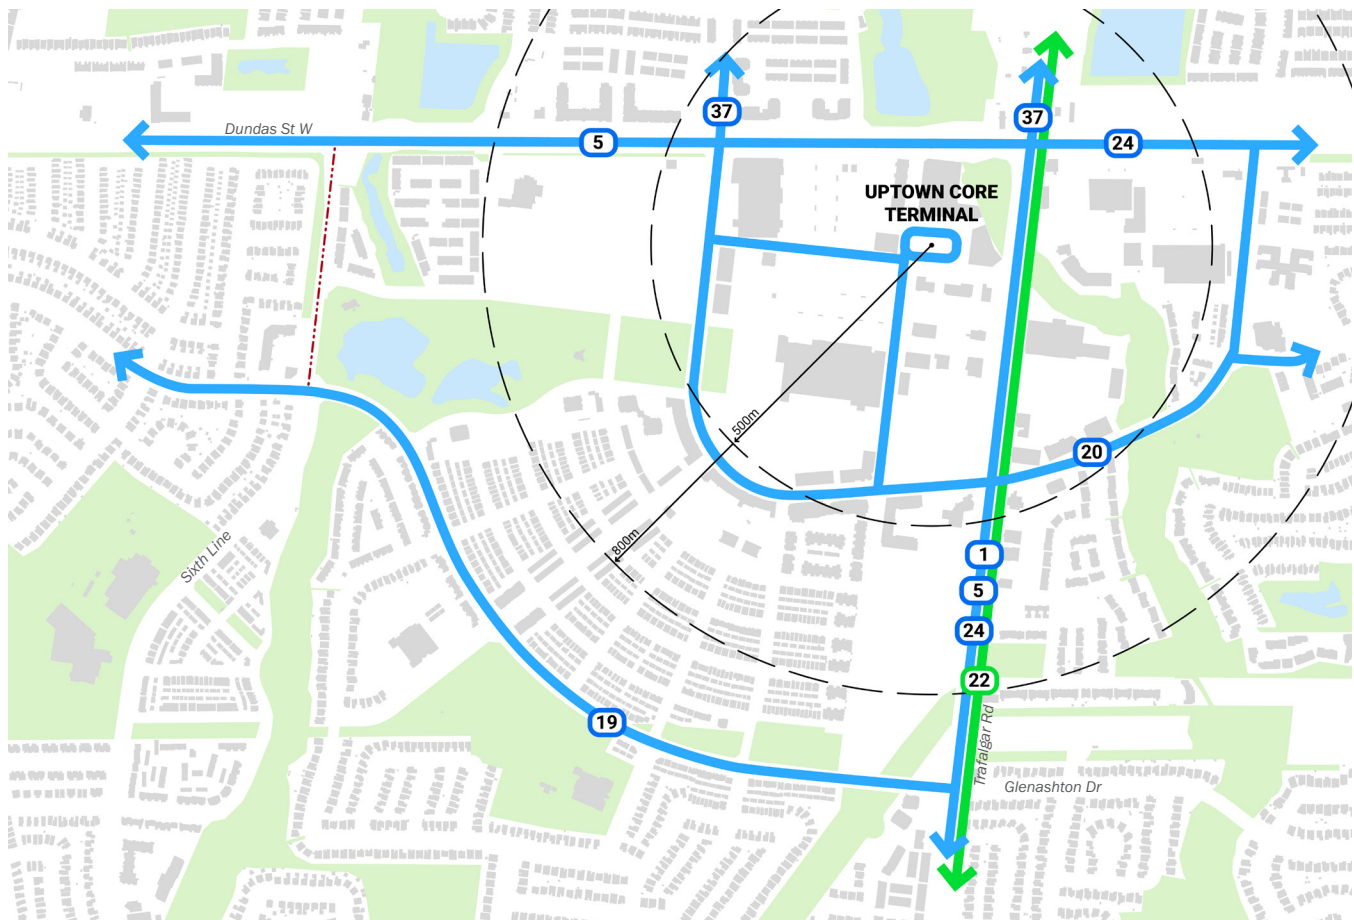 37
37
Dundas St W
5
24
UPTOWN CORE
TERMINAL
500m
20
800m
Sixth Line
1
5
24
22
19
Trafalgar Rd
Glenashton Dr